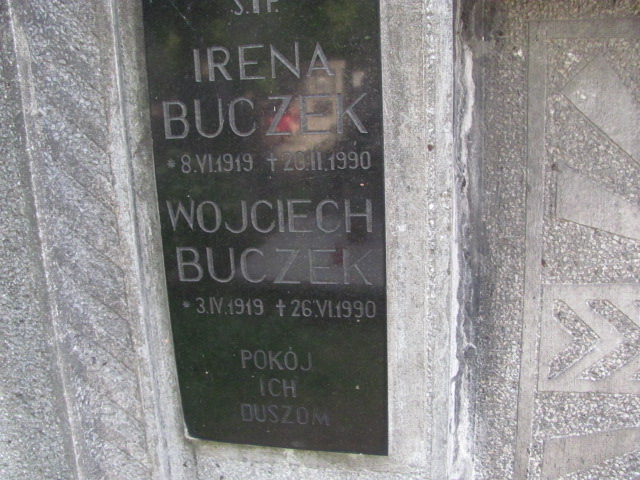 Ś.†P.
IRENA
BUCZEK
* 8.VI.1919 † 20.II.1990
WOJCIECH
BUCZEK
* 3.IV.1919 † 26.VI.1990
POKÓJ
ICH
DUSZOM